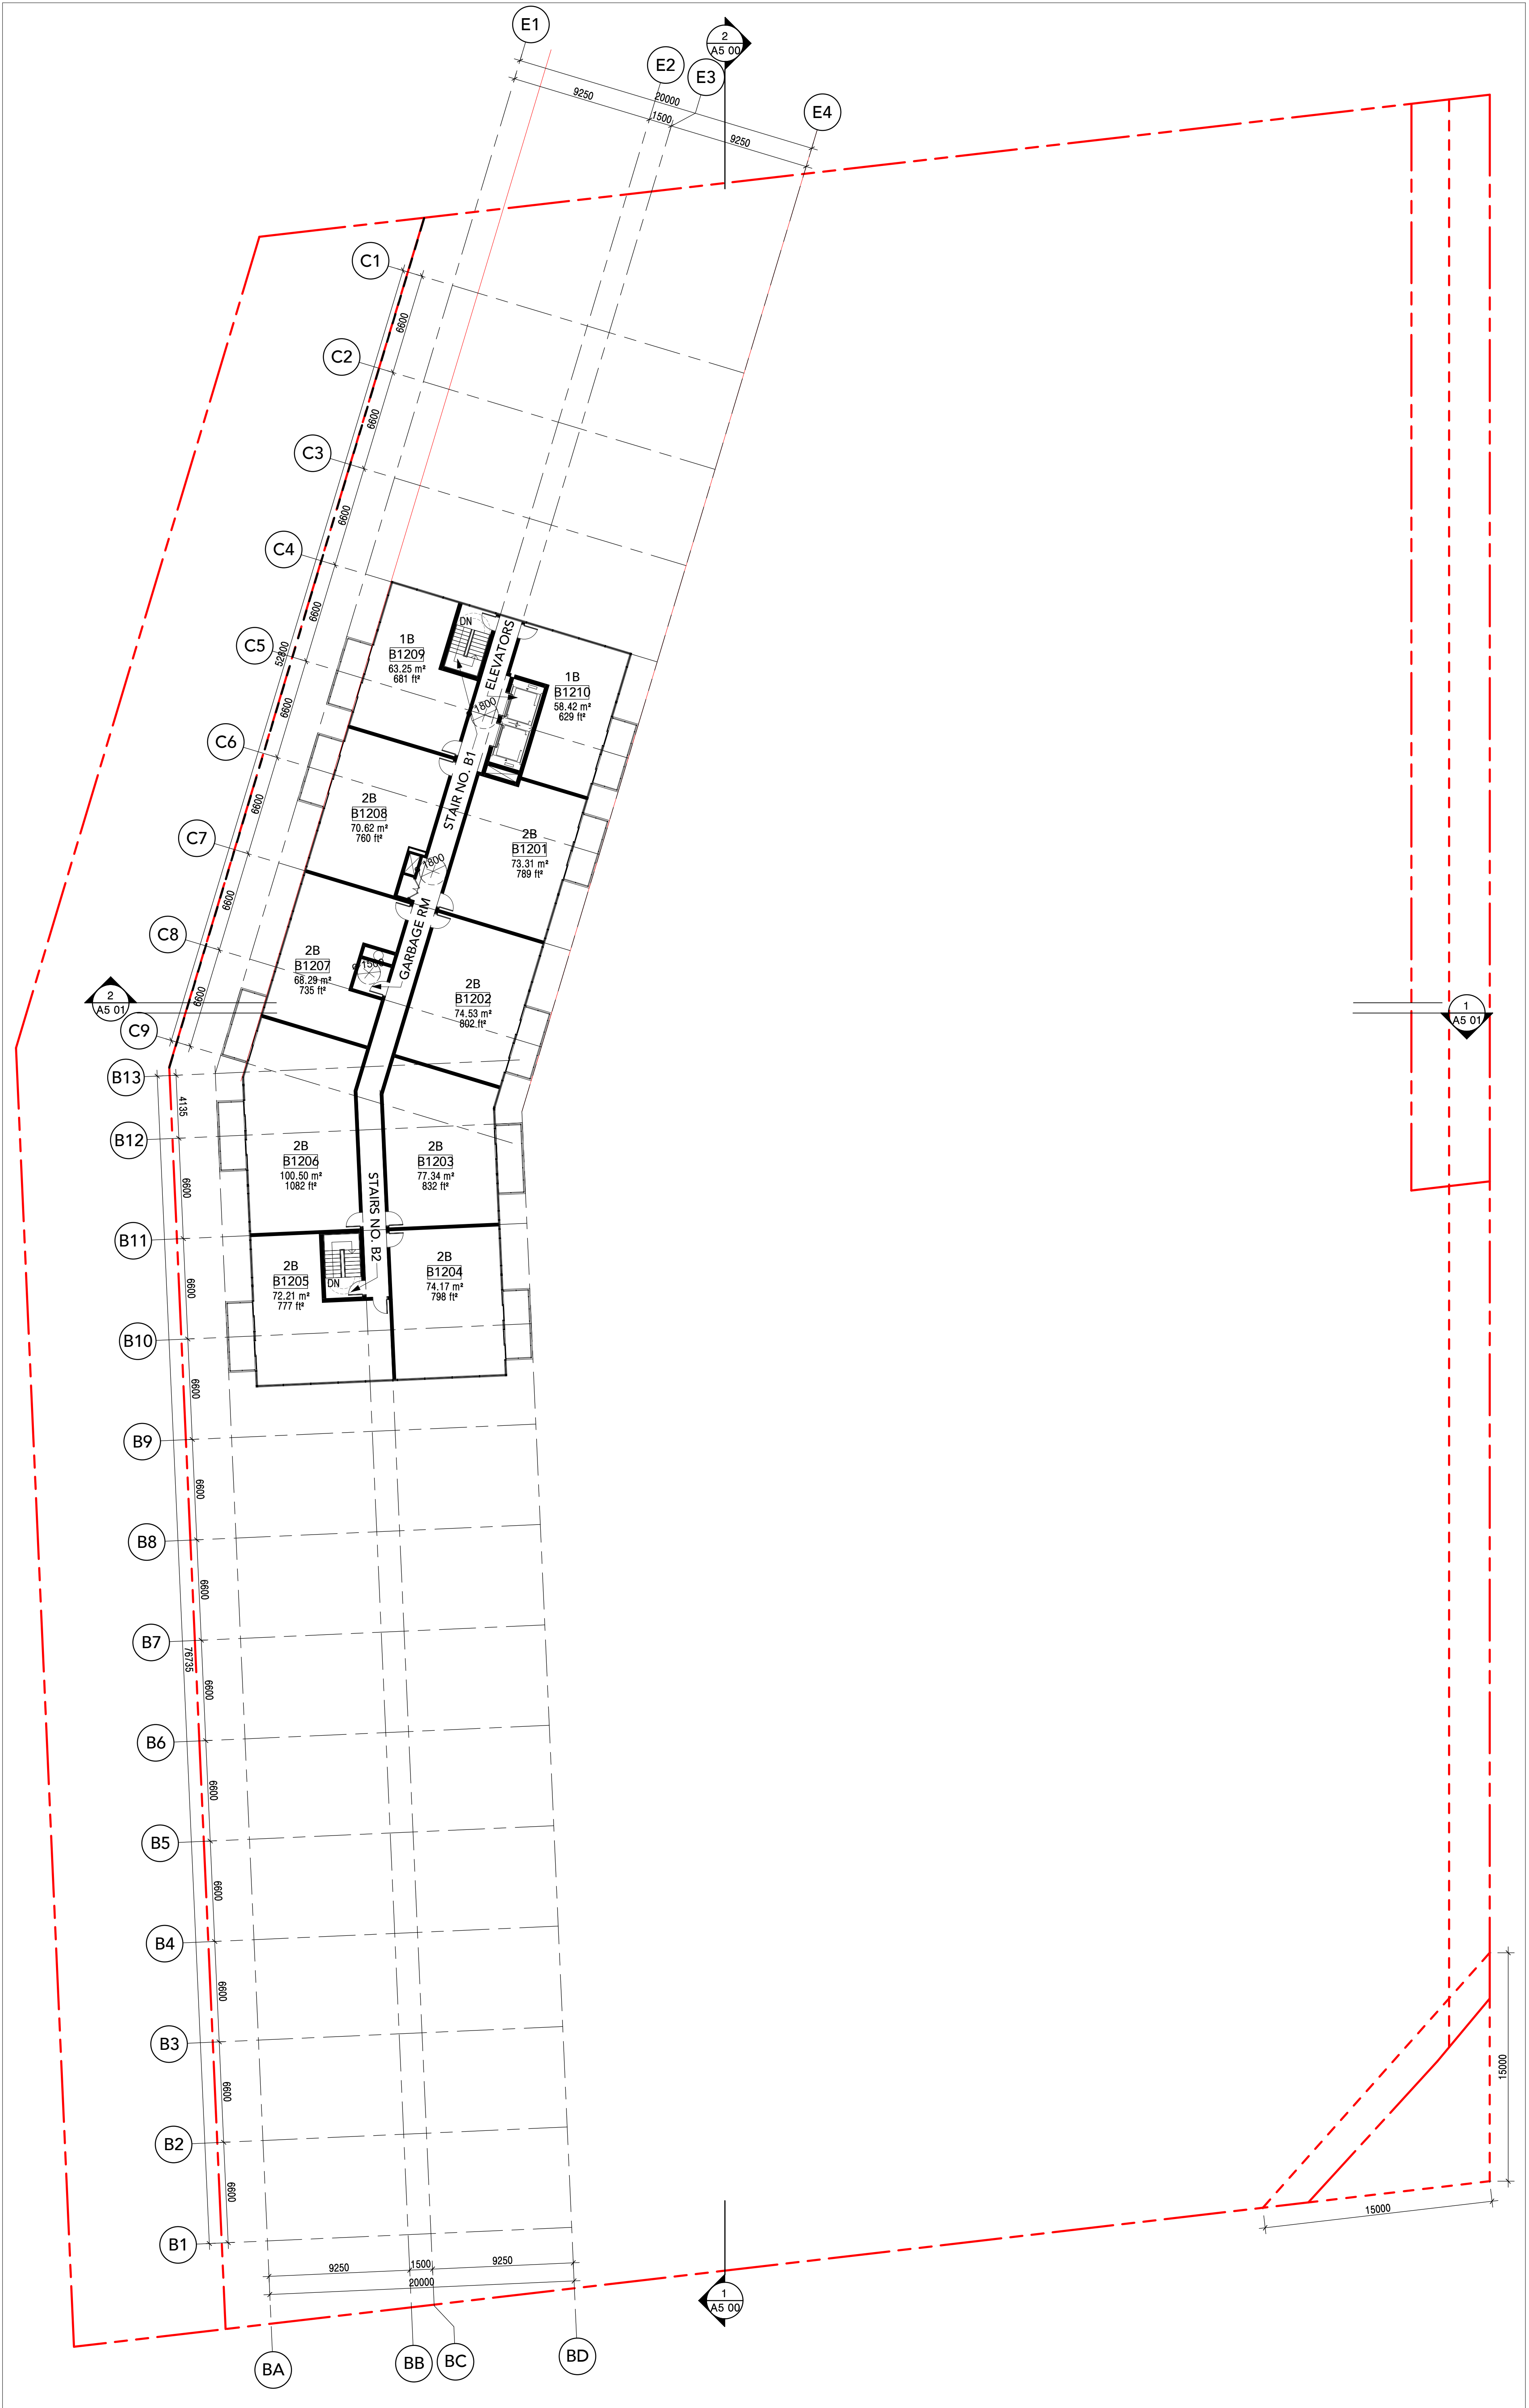 E1
2
A5 00
E2
E3
20000
9250
1500
9250
E4
C1
6600
C2
6600
C3
6600
C4
6600
C5
52800
6600
C6
6600
C7
6600
C8
6600
C9
DN
ELEVATORS
1B
B1209
63.25 m²
681 ft²
1B
B1210
58.42 m²
629 ft²
1800
STAIR NO. B1
2B
B1208
70.62 m²
760 ft²
2B
B1201
73.31 m²
789 ft²
1800
GARBAGE RM
2B
B1207
68.29 m²
735 ft²
1500
2B
B1202
74.53 m²
802 ft²
2
A5 01
1
A5 01
B13
4135
B12
2B
B1206
100.50 m²
1082 ft²
2B
B1203
77.34 m²
832 ft²
STAIRS NO. B2
6600
B11
2B
B1205
72.21 m²
777 ft²
DN
2B
B1204
74.17 m²
798 ft²
6600
B10
6600
B9
6600
B8
6600
B7
76735
6600
B6
6600
B5
6600
B4
6600
B3
6600
B2
6600
B1
15000
15000
9250
1500
9250
20000
1
A5 00
BA
BB
BC
BD